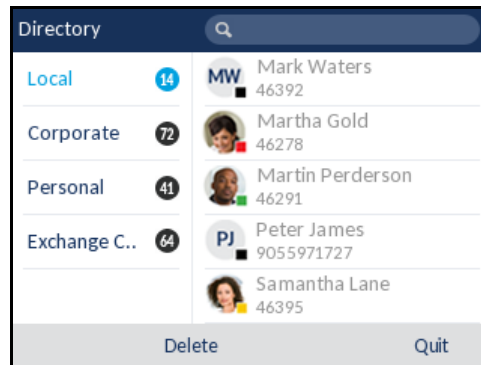 Directory
Local 14
Corporate 72
Personal 41
Exchange C.. 64
MW Mark Waters
46392
Martha Gold
46278
Martin Perderson
46291
PJ Peter James
9055971727
Samantha Lane
46395
Delete Quit